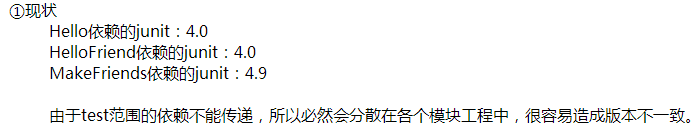 ①现状
Hello依赖的junit：4.0
HelloFriend依赖的junit：4.0
MakeFriends依赖的junit：4.9
由于test范围的依赖不能传递，所以必然会分散在各个模块工程中，很容易造成版本不一致。